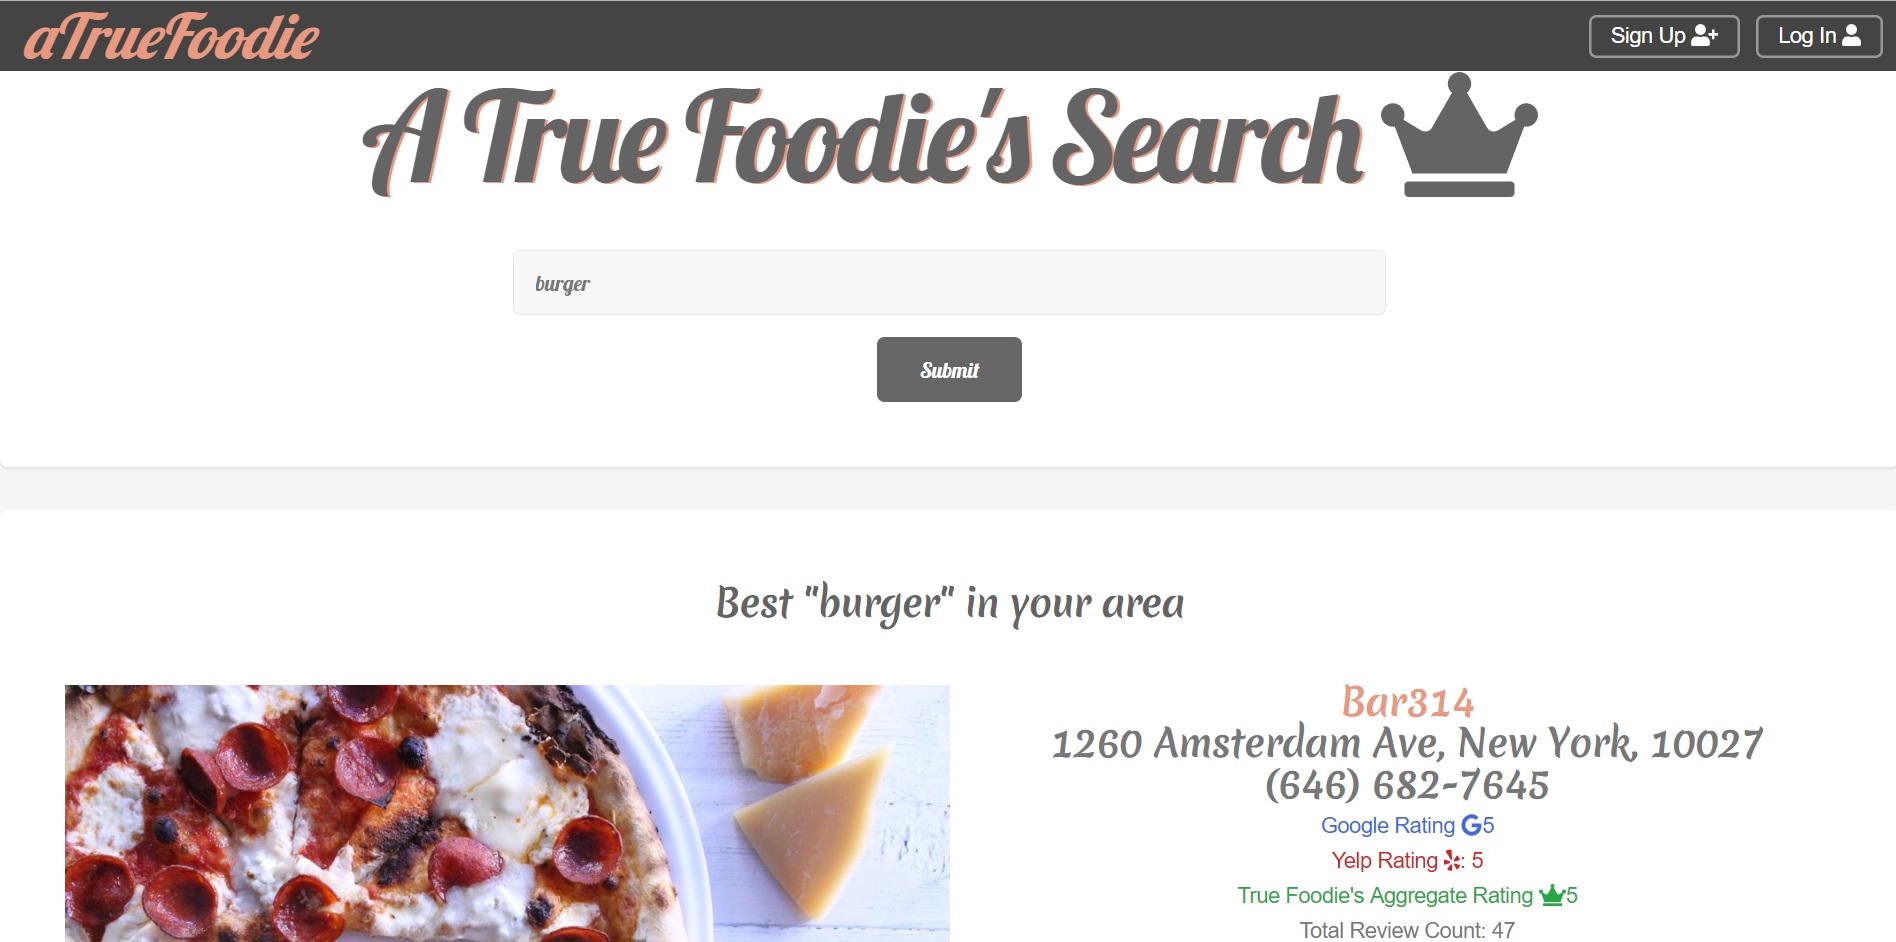 aTrueFoodie
Sign Up
Log In
A True Foodie's Search
burger
Submit
Best "burger" in your area
Bar314
1260 Amsterdam Ave, New York, 10027
(646) 682-7645
Google Rating G5
Yelp Rating : 5
True Foodie's Aggregate Rating 5
Total Review Count: 47